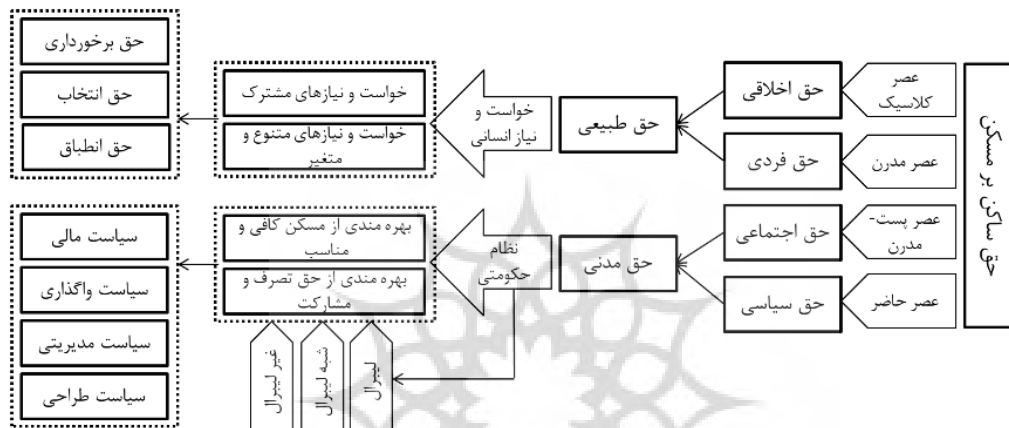 حق ساکن بر مسکن
عصر
کلاسیک
عصر مدرن
عصر پست-
مدرن
عصر حاضر
حق اخلاقی
حق فردی
حق اجتماعی
حق سیاسی
حق طبیعی
حق مدنی
خواست و
نیاز انسانی
نظام
حکومتی
خواست و نیازهای مشترک
خواست و نیازهای متنوع و
متغیر
بهره مندی از مسکن کافی و
مناسب
بهره مندی از حق تصرف و
مشارکت
لیبرال
شبه لیبرال
غیر لیبرال
حق برخورداری
حق انتخاب
حق انطباق
سیاست مالی
سیاست واگذاری
سیاست مدیریتی
سیاست طراحی